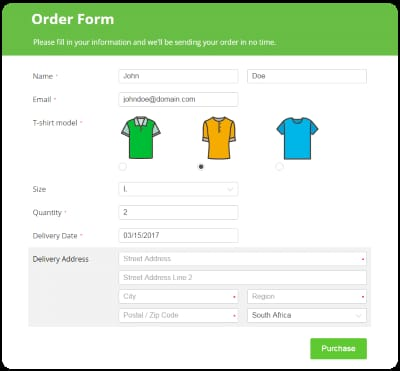 Order Form
Please fill in your information and we'll be sending your order in no time.
Name * John Doe
Email * johndoe@domain.com
T-shirt model *
Size L
Quantity * 2
Delivery Date * 03/15/2017
Delivery Address Street Address *
Street Address Line 2
City * Region *
Postal / Zip Code * South Africa
Purchase